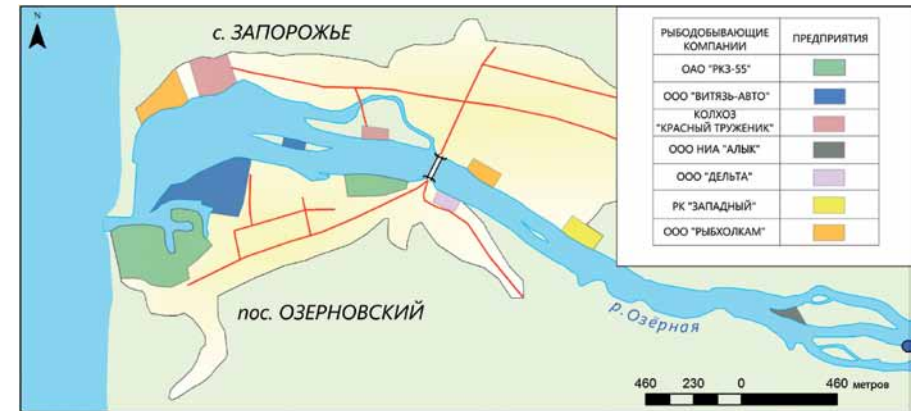 N
с. ЗАПОРОЖЬЕ
пос. ОЗЕРНОВСКИЙ
р. Озёрная
РЫБОДОБЫВАЮЩИЕ
КОМПАНИИ
ПРЕДПРИЯТИЯ
ОАО "РКЗ-55"
ООО "ВИТЯЗЬ-АВТО"
КОЛХОЗ
"КРАСНЫЙ ТРУЖЕНИК"
ООО НИА "АЛЫК"
ООО "ДЕЛЬТА"
РК "ЗАПАДНЫЙ"
ООО "РЫБХОЛКАМ"
460 230 0 460 метров